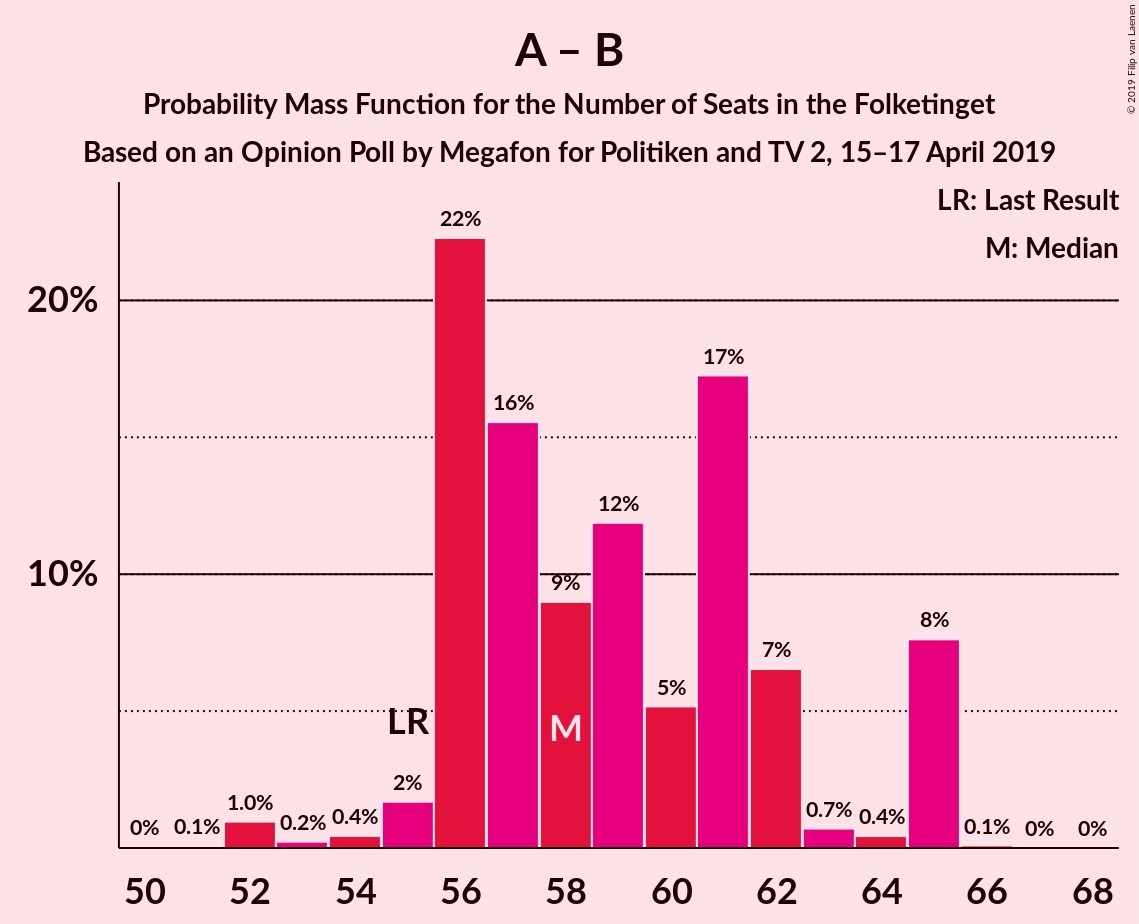 A – B
Probability Mass Function for the Number of Seats in the Folketinget
Based on an Opinion Poll by Megafon for Politiken and TV 2, 15–17 April 2019
© 2019 Filip van Laenen
LR: Last Result
M: Median
20%
10%
0% 0.1% 1.0% 0.2% 0.4% 2% 22% 16% 9% 12% 5% 17% 7% 0.7% 0.4% 8% 0.1% 0% 0%
LR
M
50 52 54 56 58 60 62 64 66 68